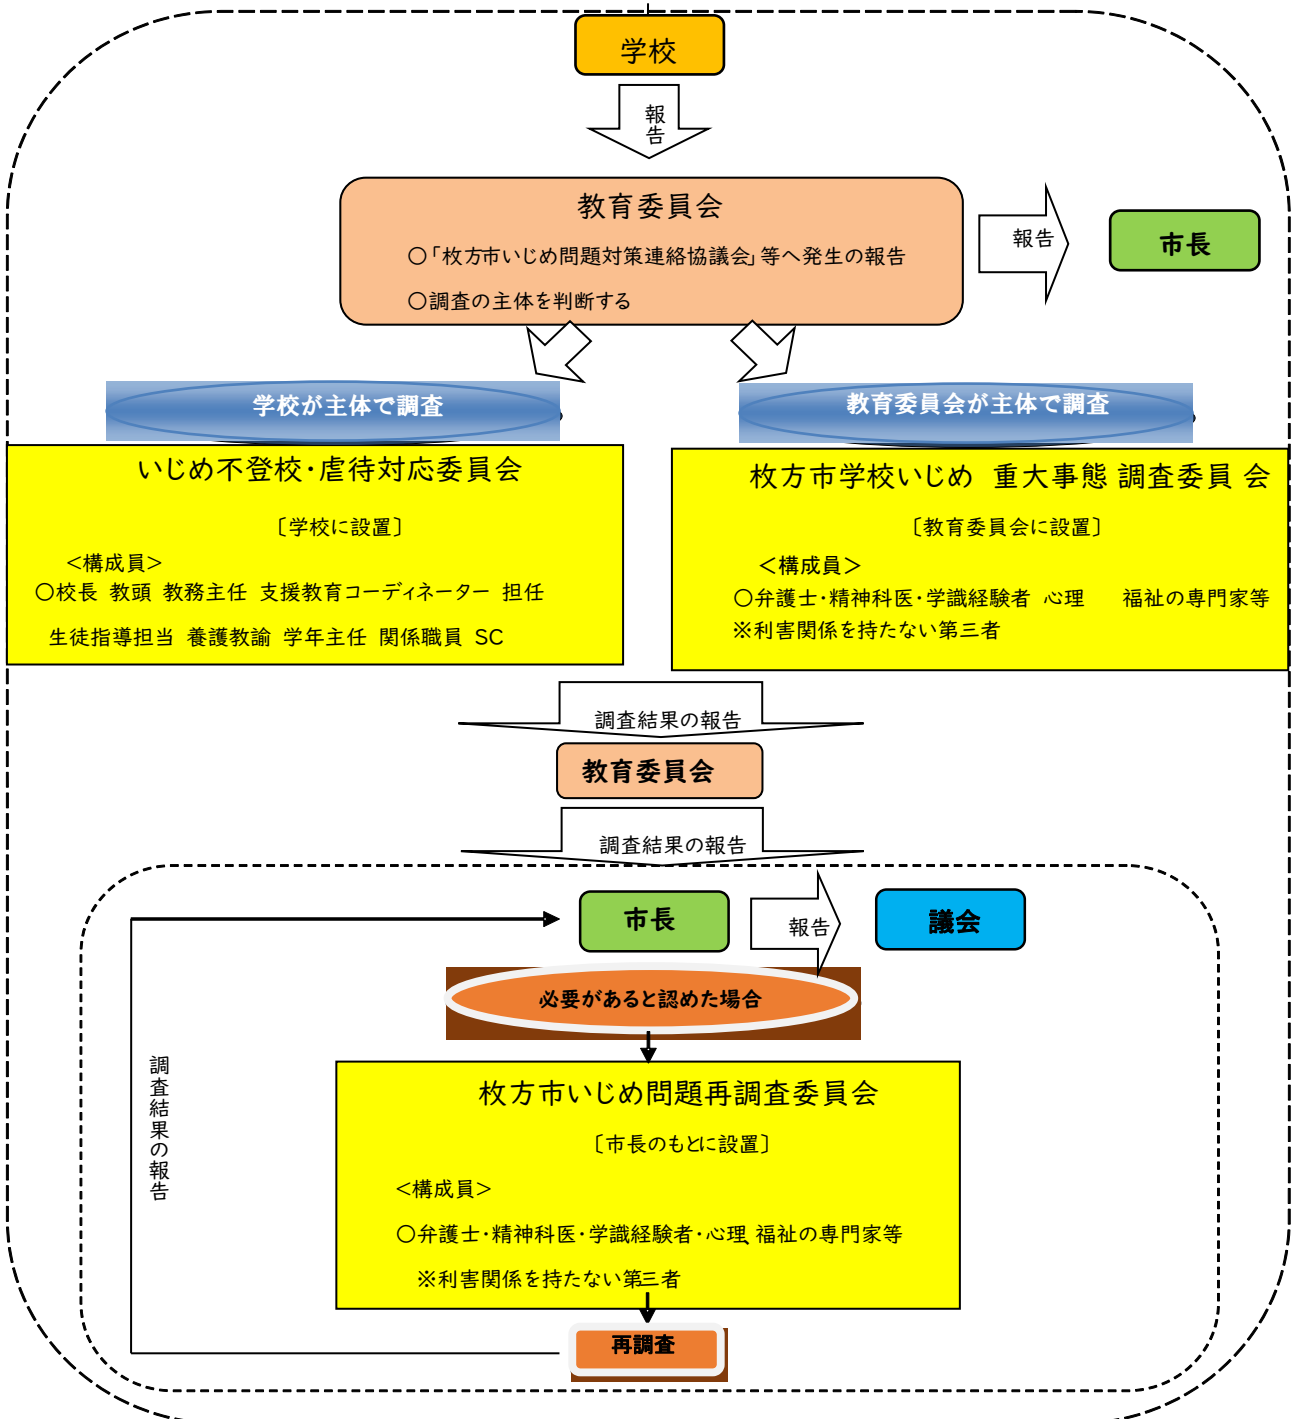 学校
報告
教育委員会
○「枚方市いじめ問題対策連絡協議会」等へ発生の報告
○調査の主体を判断する
報告
市長
学校が主体で調査
教育委員会が主体で調査
いじめ不登校・虐待対応委員会
〔学校に設置〕
<構成員>
○校長 教頭 教務主任 支援教育コーディネーター 担任
生徒指導担当 養護教諭 学年主任 関係職員 SC
枚方市学校いじめ 重大事態 調査委員 会
〔教育委員会に設置〕
<構成員>
○弁護士・精神科医・学識経験者 心理 福祉の専門家等
※利害関係を持たない第三者
調査結果の報告
教育委員会
調査結果の報告
市長
報告
議会
必要があると認めた場合
枚方市いじめ問題再調査委員会
〔市長のもとに設置〕
<構成員>
○弁護士・精神科医・学識経験者・心理、福祉の専門家等
※利害関係を持たない第三者
再調査
調査結果の報告